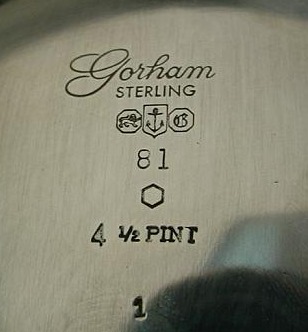 Gorham
STERLING
G
81
4 ½ PINT
1